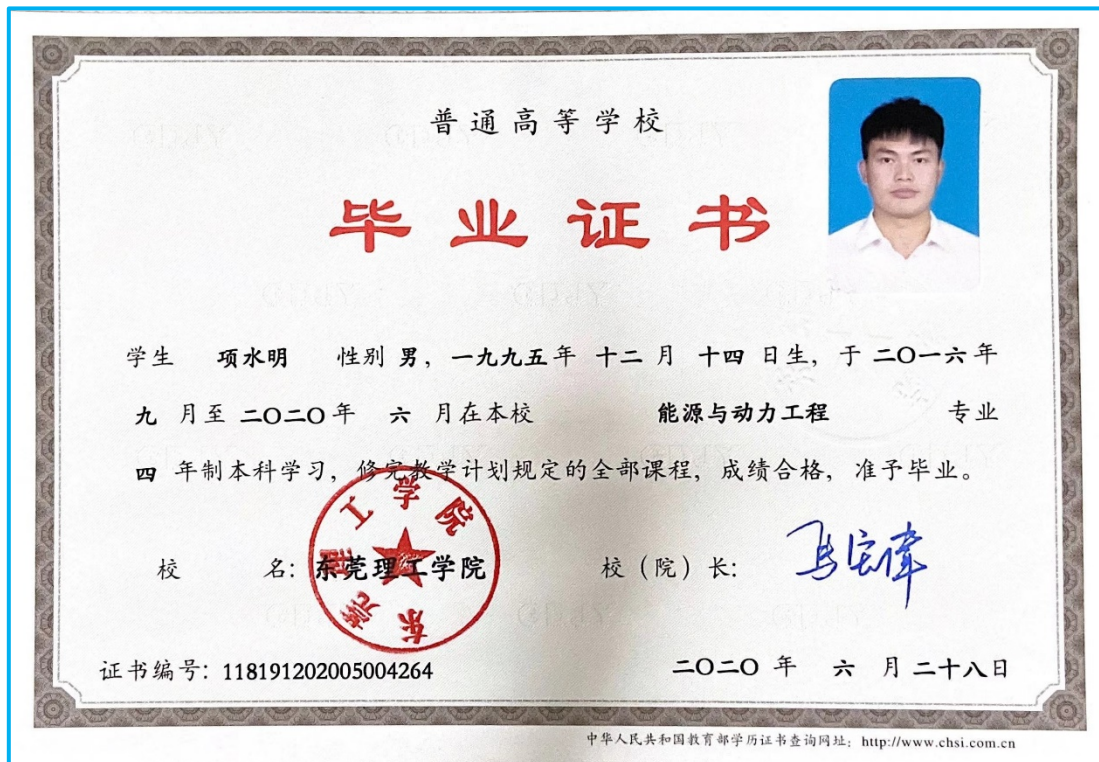 普通高等学校
毕业证书
学生 项水明 性别 男，一九九五年 十二 月 十四 日生，于 二〇一六年
九 月至 二〇二〇年 六 月在本校 能源与动力工程 专业
四 年制本科学习，修完教学计划规定的全部课程，成绩合格，准予毕业。
校 名：东莞理工学院 校（院）长：
东莞理工学院
证书编号：118191202005004264 二〇二〇 年 六 月 二十八日
中华人民共和国教育部学历证书查询网址：http://www.chsi.com.cn